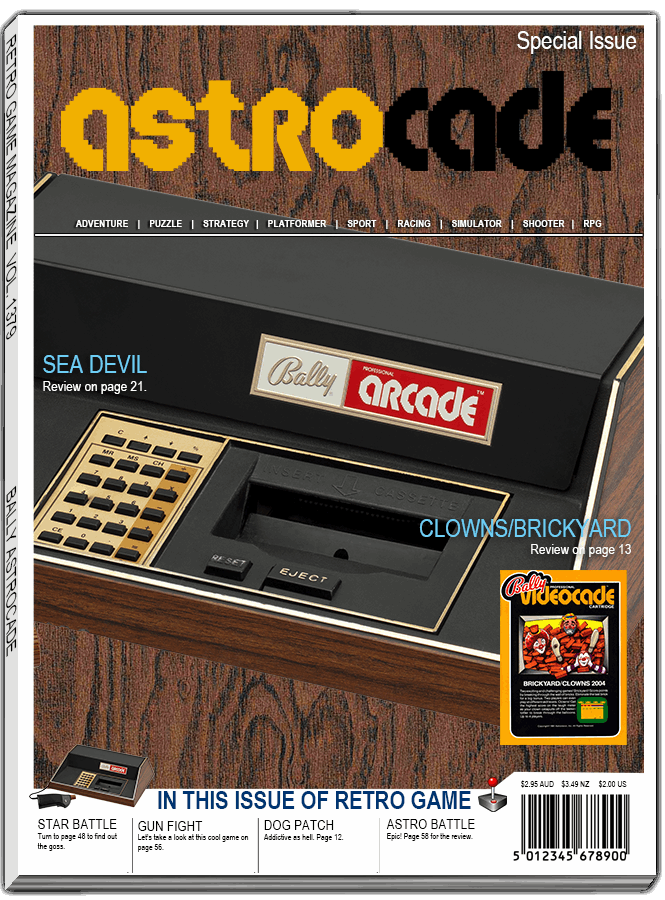 Special Issue
astrocade
ADVENTURE | PUZZLE | STRATEGY | PLATFORMER | SPORT | RACING | SIMULATOR | SHOOTER | RPG
RETRO GAME MAGAZINE VOL. 1379
BALLY ASTROCADE
SEA DEVIL
Review on page 21.
Bally PROFESSIONAL ARCADE™
C
MR MS CH
CE
RESET
EJECT
CLOWNS/BRICKYARD
Review on page 13
Bally PROFESSIONAL
VIDEOCADE
CARTRIDGE
BRICKYARD/CLOWNS 2004
IN THIS ISSUE OF RETRO GAME
STAR BATTLE
Turn to page 48 to find out
the goss.
GUN FIGHT
Let's take a look at this cool game on
page 56.
DOG PATCH
Addictive as hell. Page 12.
ASTRO BATTLE
Epic! Page 58 for the review.
$2.95 AUD $3.49 NZ $2.00 US
5 012345 678900